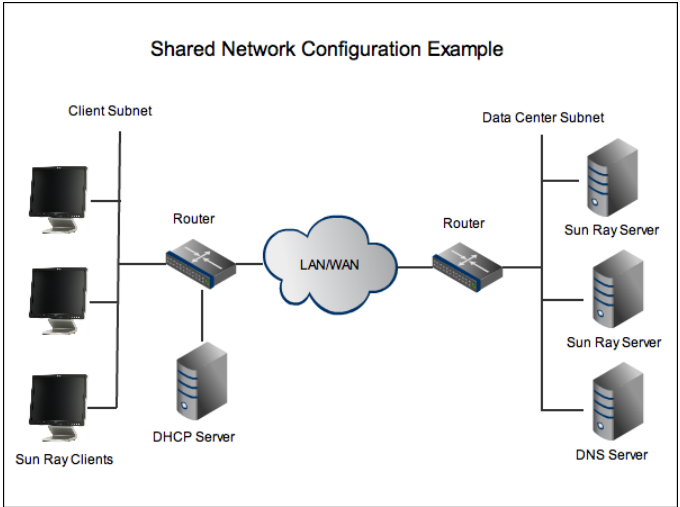 Shared Network Configuration Example
Client Subnet
Data Center Subnet
Router
Router
Sun Ray Server
LAN/WAN
Sun Ray Server
DHCP Server
Sun Ray Clients
DNS Server